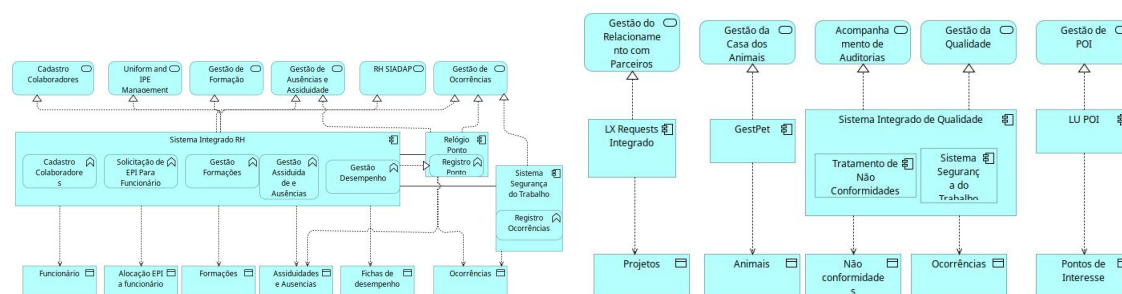 Cadastro
Colaboradores
Uniform and
IPE
Management
Gestão de
Formação
Gestão de
Ausências e
Assiduidade
RH SIADAP
Gestão de
Ocorrências
Sistema Integrado RH
Cadastro
Colaboradore
s
Solicitação de
EPI Para
Funcionário
Gestão
Formações
Gestão
Assiduida
de e
Ausências
Gestão
Desempenho
Relógio
Ponto
Registro
Ponto
Sistema
Segurança
do Trabalho
Registro
Ocorrências
Funcionário
Alocação EPI
a funcionário
Formações
Assiduidades
e Ausencias
Fichas de
desempenho
Ocorrências
Gestão do
Relacioname
nto com
Parceiros
Gestão da
Casa dos
Animais
Acompanha
mento de
Auditorias
Gestão da
Qualidade
Gestão de
POI
LX Requests
Integrado
GestPet
Sistema Integrado de Qualidade
Tratamento de
Não
Conformidades
Sistema
Seguranç
a do
Trabalho
LU POI
Projetos
Animais
Não
conformidade
s
Ocorrências
Pontos de
Interesse